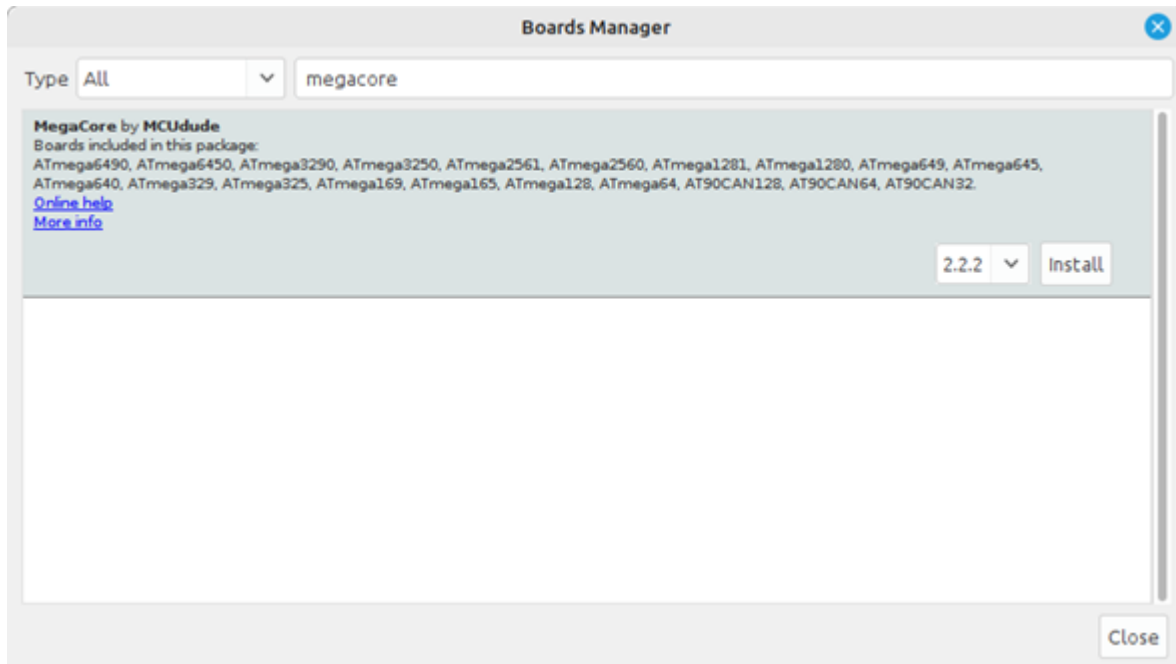 Boards Manager
Type All megacore
MegaCore by MCUdude
Boards included in this package:
ATmega6490, ATmega6450, ATmega3290, ATmega3250, ATmega2561, ATmega2560, ATmega1281, ATmega1280, ATmega649, ATmega645,
ATmega640, ATmega329, ATmega325, ATmega169, ATmega165, ATmega128, ATmega64, AT90CAN128, AT90CAN64, AT90CAN32.
Online help
More info
2.2.2 Install
Close